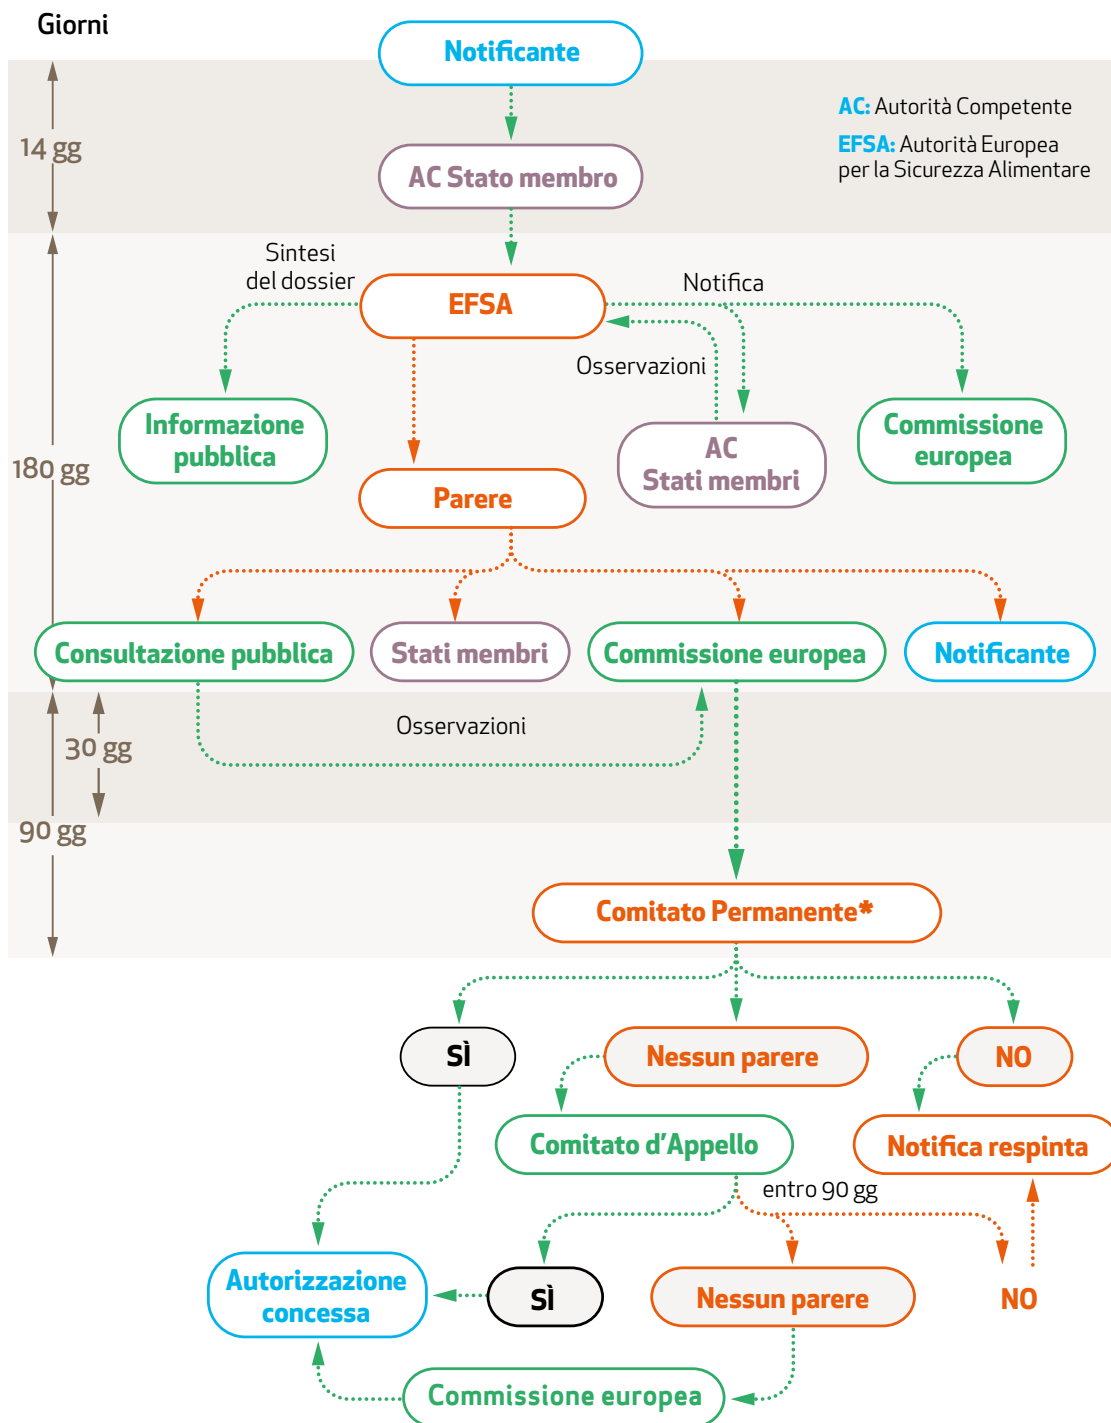 Giorni
Notificante
AC: Autorità Competente
EFSA: Autorità Europea
per la Sicurezza Alimentare
14 gg
AC Stato membro
Sintesi
del dossier
EFSA
Notifica
Osservazioni
Informazione
pubblica
AC
Stati membri
Commissione
europea
180 gg
Parere
Consultazione pubblica
Stati membri
Commissione europea
Notificante
Osservazioni
30 gg
90 gg
Comitato Permanente*
SÌ
Nessun parere
NO
Comitato d’Appello
Notifica respinta
entro 90 gg
Autorizzazione
concessa
SÌ
Nessun parere
NO
Commissione europea